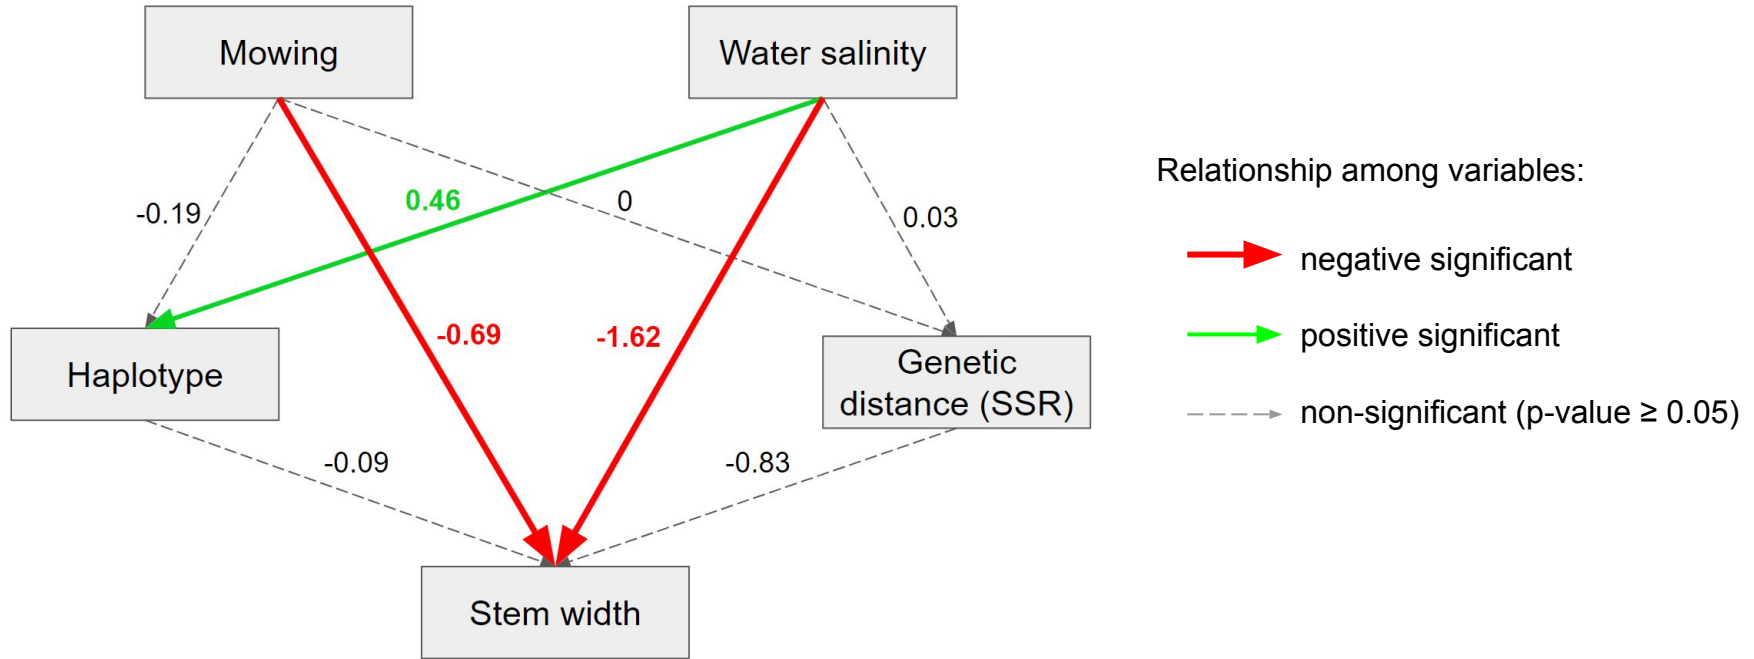 Mowing
Water salinity
Relationship among variables:
-0.19
0.46
0
0.03
negative significant
-0.69
-1.62
positive significant
Haplotype
Genetic
distance (SSR)
non-significant (p-value ≥ 0.05)
-0.09
-0.83
Stem width